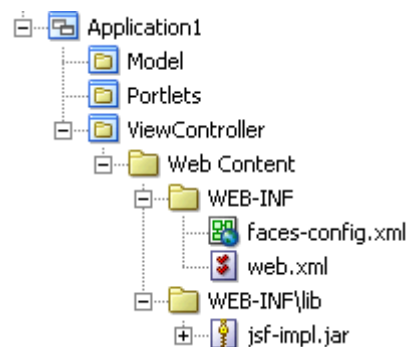 Application1
Model
Portlets
ViewController
Web Content
WEB-INF
faces-config.xml
web.xml
WEB-INF\lib
jsf-impl.jar